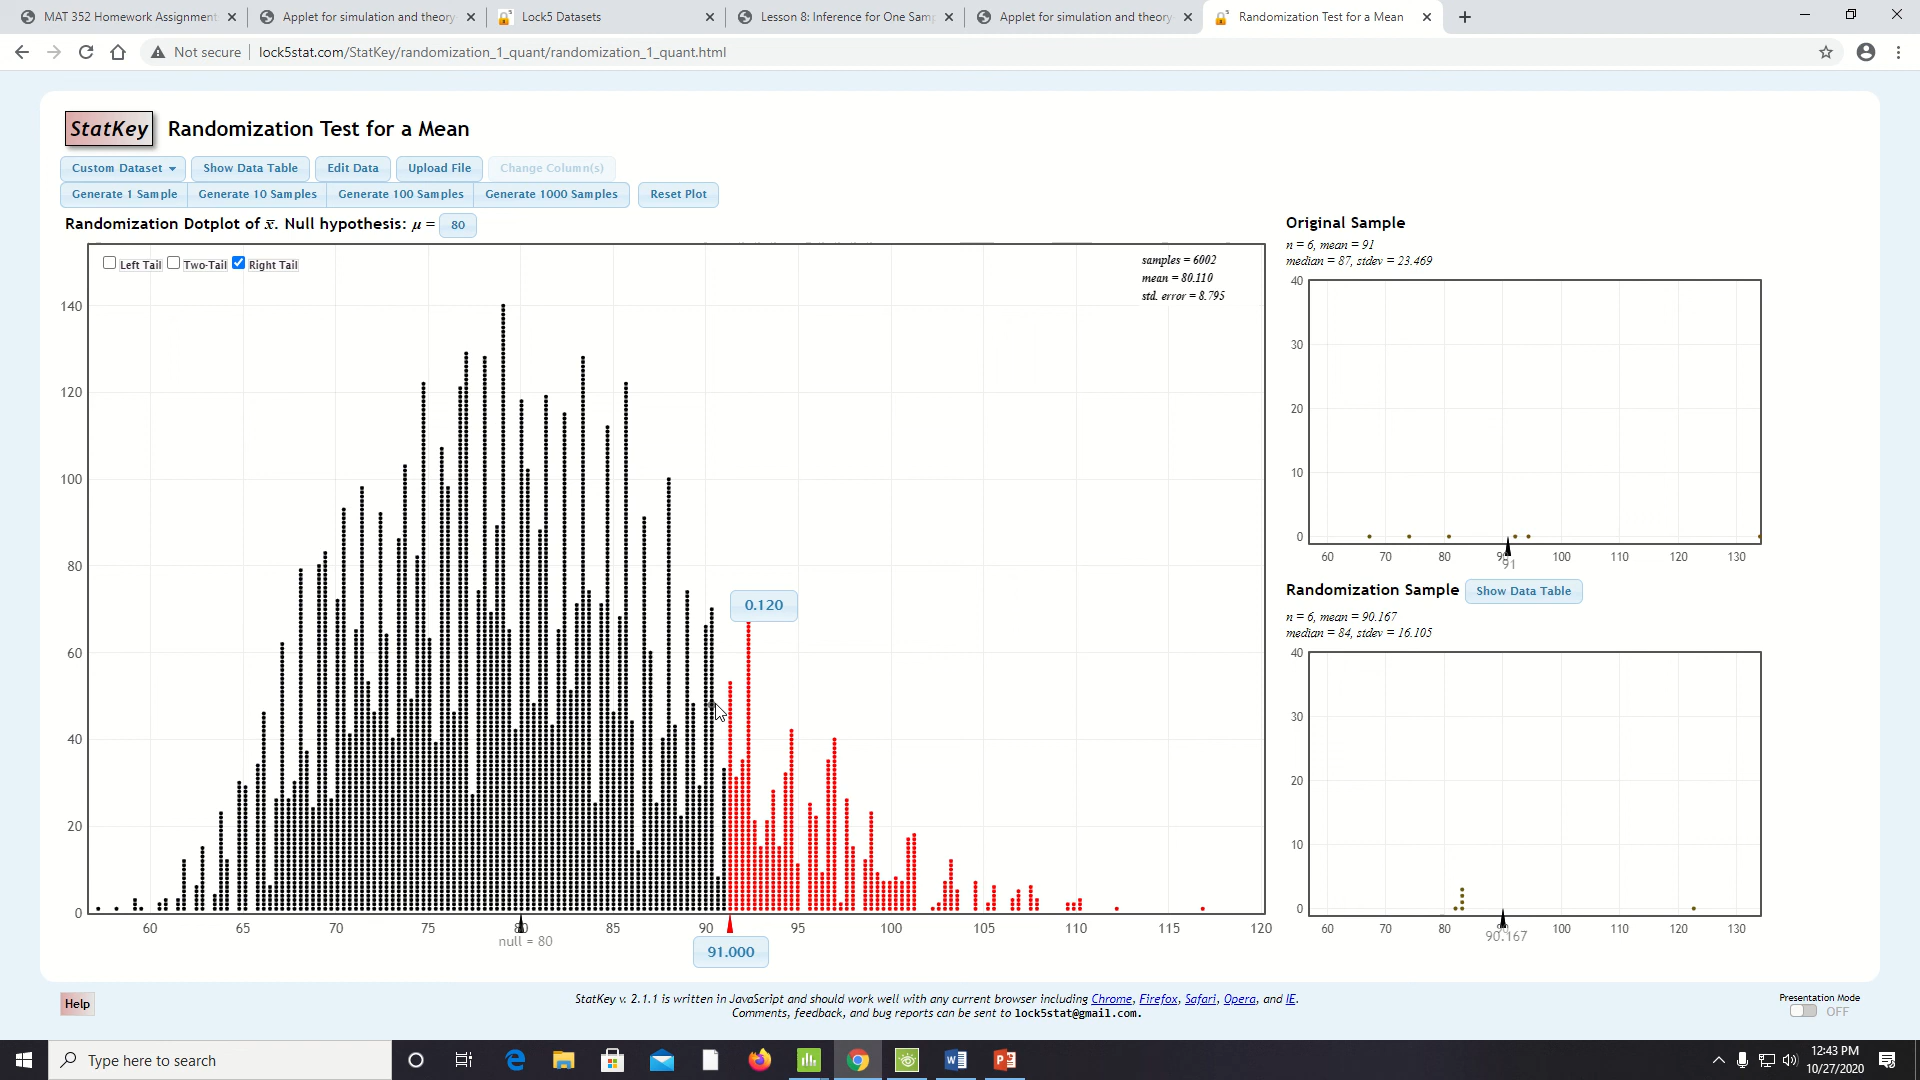 MAT 352 Homework Assignment
Applet for simulation and theory
Lock5 Datasets
Lesson 8: Inference for One Samp
Applet for simulation and theory
Randomization Test for a Mean
Not secure
lock5stat.com/StatKey/randomization_1_quant/randomization_1_quant.html
StatKey
Randomization Test for a Mean
Custom Dataset
Show Data Table
Edit Data
Upload File
Change Column(s)
Generate 1 Sample
Generate 10 Samples
Generate 100 Samples
Generate 1000 Samples
Reset Plot
Randomization Dotplot of x̄. Null hypothesis: μ = 80
Left Tail
Two-Tail
Right Tail
samples = 6002
mean = 80.110
std. error = 8.795
140
120
100
80
60
40
20
0
0.120
60
65
70
75
80
85
90
95
100
105
110
115
120
null = 80
91.000
Original Sample
n = 6, mean = 91
median = 87, stdev = 23.469
40
30
20
10
0
60
70
80
90
100
110
120
130
91
Randomization Sample
Show Data Table
n = 6, mean = 90.167
median = 84, stdev = 16.105
40
30
20
10
0
60
70
80
90
100
110
120
130
90.167
Help
StatKey v. 2.1.1 is written in JavaScript and should work well with any current browser including Chrome, Firefox, Safari, Opera, and IE.
Comments, feedback, and bug reports can be sent to lock5stat@gmail.com.
Presentation Mode
OFF
Type here to search
12:43 PM
10/27/2020